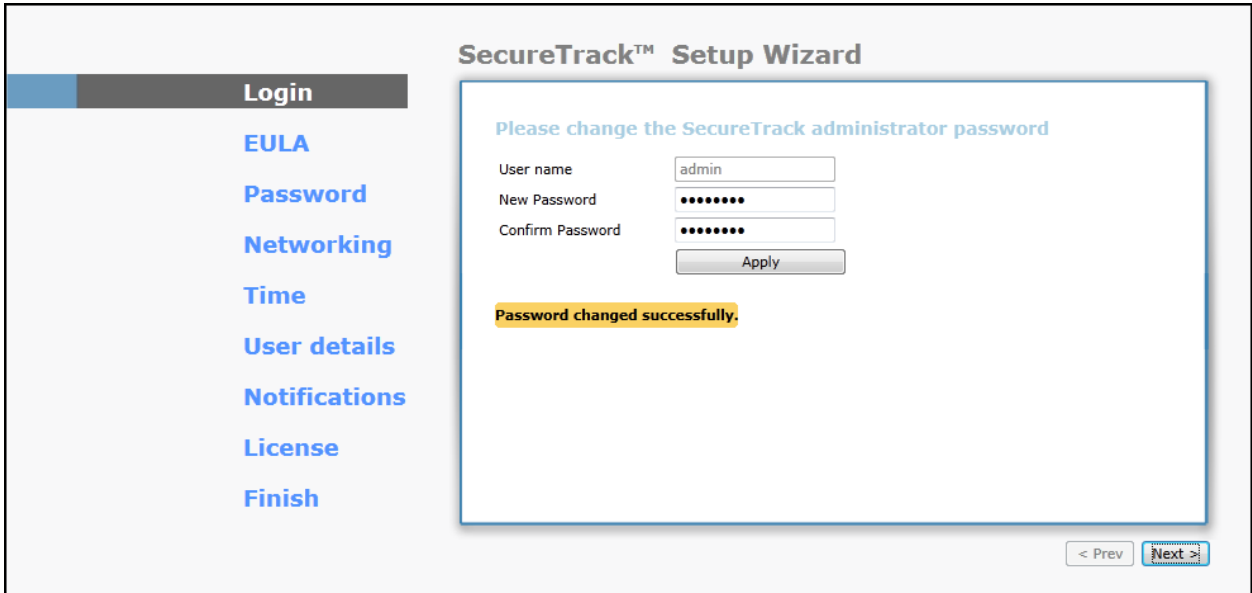 SecureTrack™ Setup Wizard
Login
EULA
Password
Networking
Time
User details
Notifications
License
Finish
Please change the SecureTrack administrator password
User name admin
New Password ••••••••
Confirm Password ••••••••
Apply
Password changed successfully.
< Prev Next >